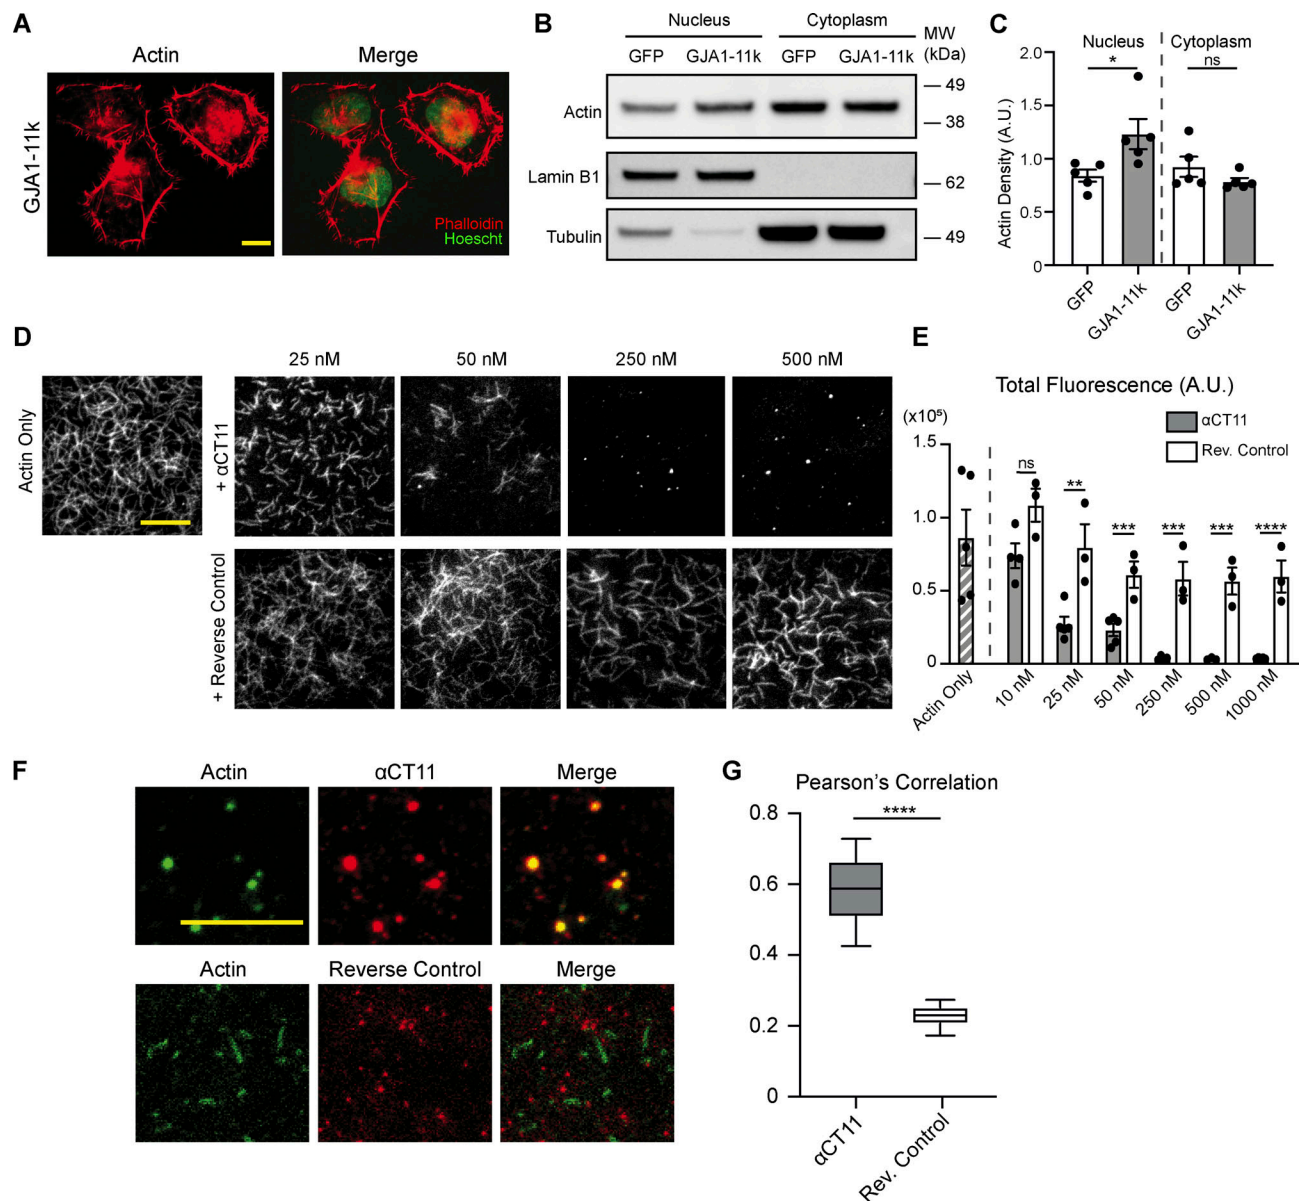 A
Actin
Merge
GJA1-11k
Phalloidin
Hoescht
B
Nucleus
Cytoplasm
GFP
GJA1-11k
GFP
GJA1-11k
MW
(kDa)
Actin
49
38
Lamin B1
62
Tubulin
49
C
Actin Density (A.U.)
2.0
1.5
1.0
0.5
0
Nucleus
*
Cytoplasm
ns
GFP
GJA1-11k
GFP
GJA1-11k
D
25 nM
50 nM
250 nM
500 nM
Actin Only
+ αCT11
+ Reverse Control
E
Total Fluorescence (A.U.)
(x10⁵)
αCT11
Rev. Control
1.5
1.0
0.5
0
ns
**
***
***
***
****
Actin Only
10 nM
25 nM
50 nM
250 nM
500 nM
1000 nM
F
Actin
αCT11
Merge
Actin
Reverse Control
Merge
G
Pearson's Correlation
0.8
0.6
0.4
0.2
0
****
αCT11
Rev. Control